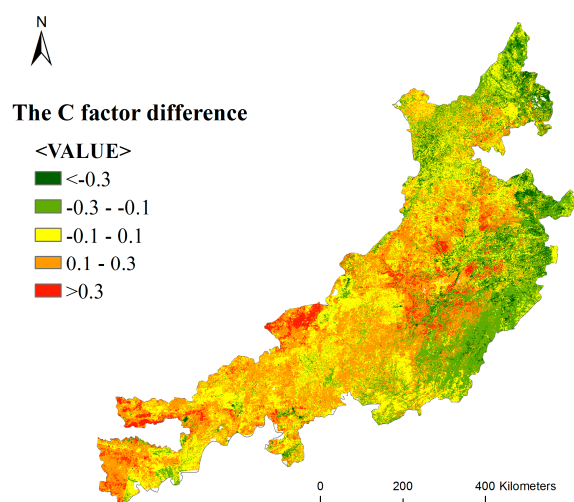 N
The C factor difference
<VALUE>
<-0.3
-0.3 - -0.1
-0.1 - 0.1
0.1 - 0.3
>0.3
0 200 400 Kilometers